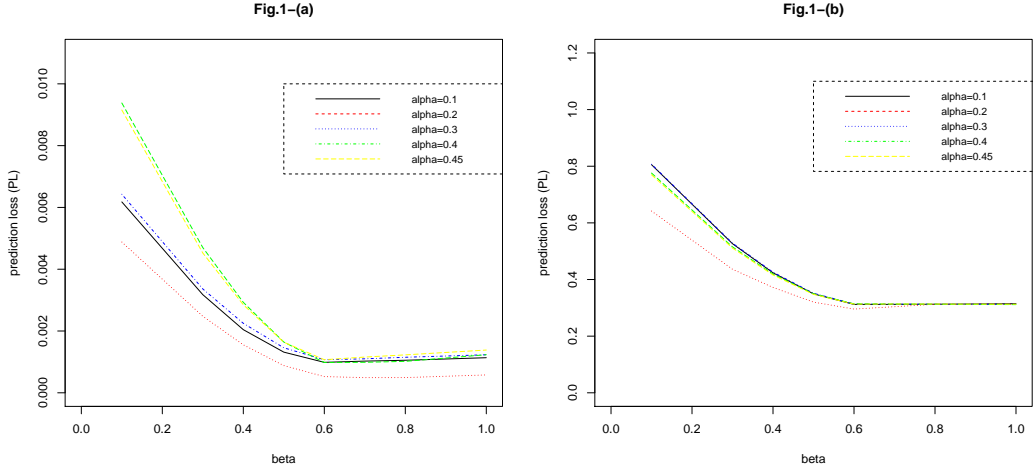 Fig.1−(a)
prediction loss (PL)
0.010
0.008
0.006
0.004
0.002
0.000
alpha=0.1
alpha=0.2
alpha=0.3
alpha=0.4
alpha=0.45
0.0 0.2 0.4 0.6 0.8 1.0
beta
Fig.1−(b)
prediction loss (PL)
1.2
1.0
0.8
0.6
0.4
0.2
0.0
alpha=0.1
alpha=0.2
alpha=0.3
alpha=0.4
alpha=0.45
0.0 0.2 0.4 0.6 0.8 1.0
beta